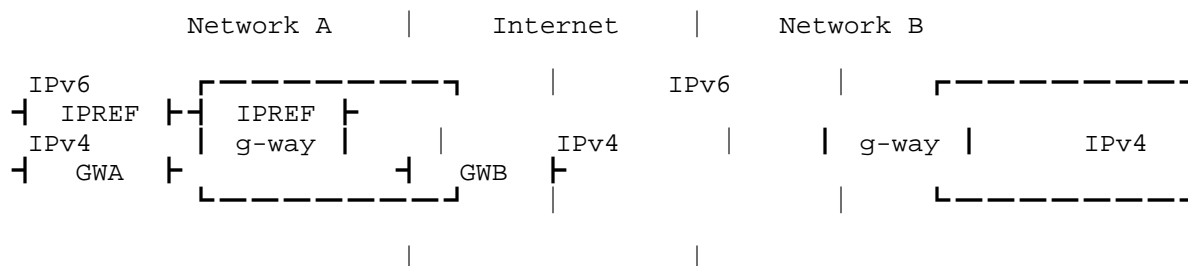 Network A | Internet | Network B
IPv6 | IPv6 |
IPREF IPREF
IPv4 | g-way | | IPv4 | | g-way | IPv4
GWA GWB